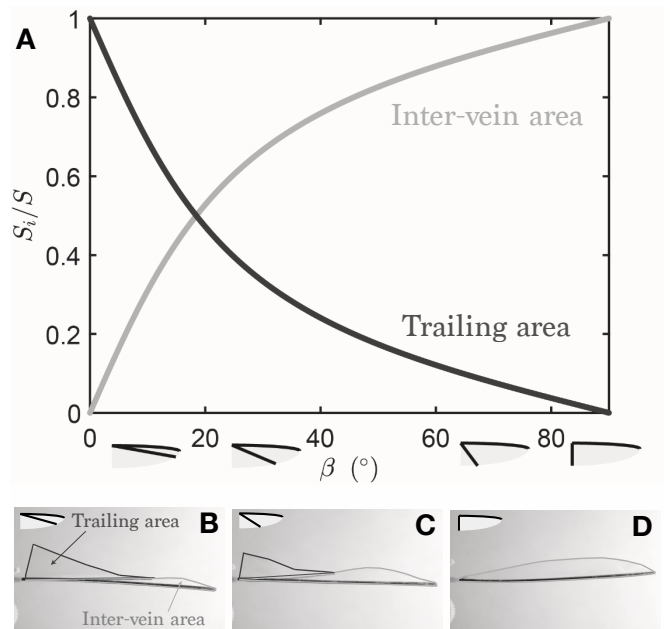 A
1
0.8
Inter-vein area
0.6
S_i/S
0.4
Trailing area
0.2
0
0 20 40 60 80
β (°)
B
Trailing area
Inter-vein area
C
D